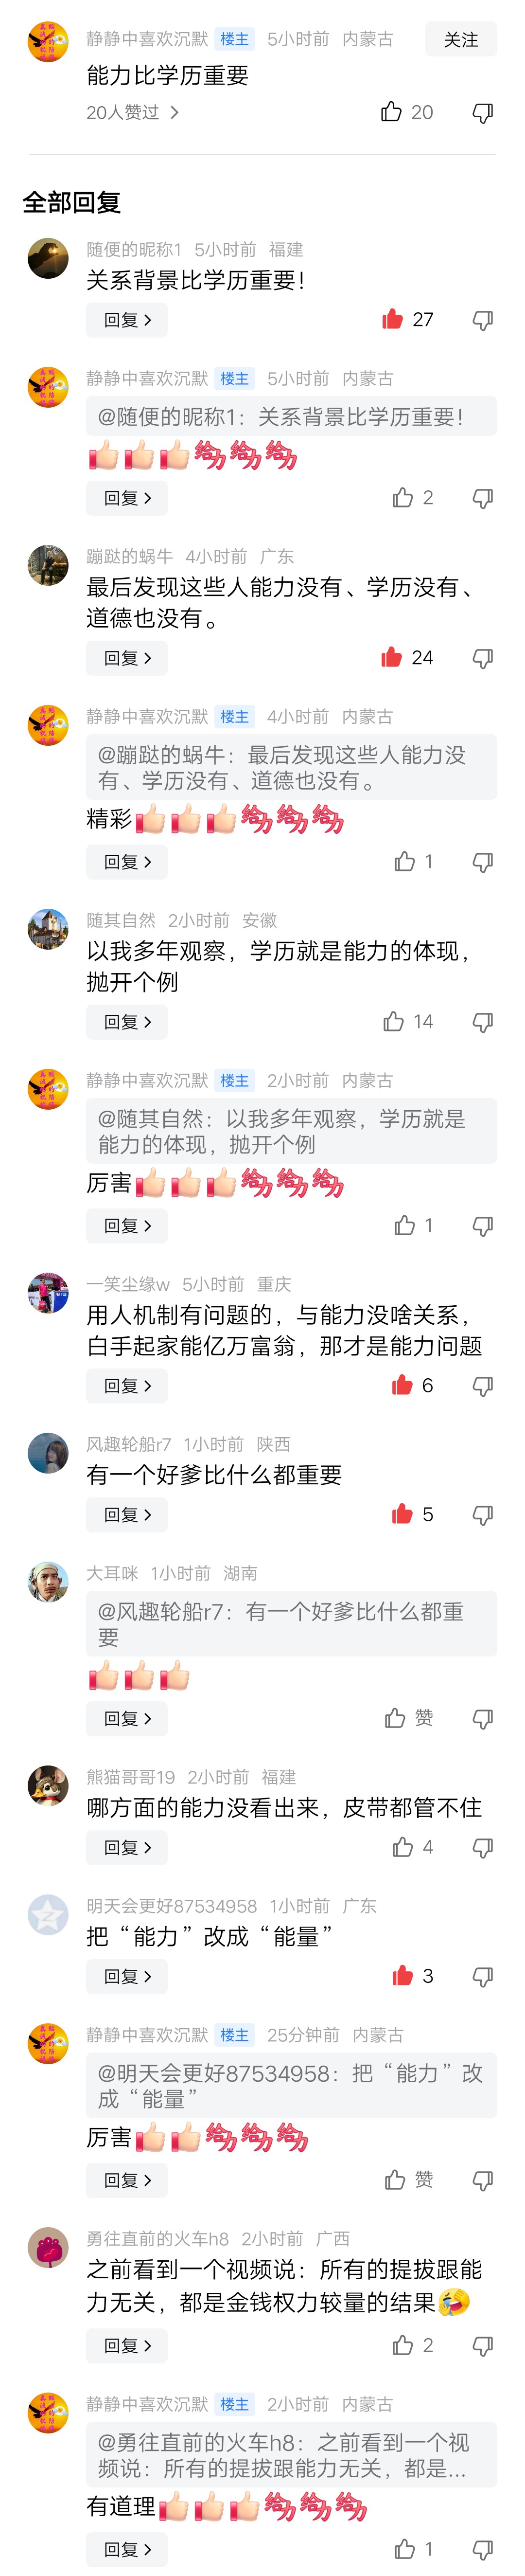 静静中喜欢沉默 楼主 5小时前 内蒙古 关注
能力比学历重要
20人赞过 20
全部回复
随便的昵称1 5小时前 福建
关系背景比学历重要！
回复 27
静静中喜欢沉默 楼主 5小时前 内蒙古
@随便的昵称1：关系背景比学历重要！
给力给力给力
回复 2
蹦跶的蜗牛 4小时前 广东
最后发现这些人能力没有、学历没有、
道德也没有。
回复 24
静静中喜欢沉默 楼主 4小时前 内蒙古
@蹦跶的蜗牛：最后发现这些人能力没
有、学历没有、道德也没有。
精彩给力给力给力
回复 1
随其自然 2小时前 安徽
以我多年观察，学历就是能力的体现，
抛开个例
回复 14
静静中喜欢沉默 楼主 2小时前 内蒙古
@随其自然：以我多年观察，学历就是
能力的体现，抛开个例
厉害给力给力给力
回复 1
一笑尘缘w 5小时前 重庆
用人机制有问题的，与能力没啥关系，
白手起家能亿万富翁，那才是能力问题
回复 6
风趣轮船r7 1小时前 陕西
有一个好爹比什么都重要
回复 5
大耳咪 1小时前 湖南
@风趣轮船r7：有一个好爹比什么都重
要
回复 赞
熊猫哥哥19 2小时前 福建
哪方面的能力没看出来，皮带都管不住
回复 4
明天会更好87534958 1小时前 广东
把“能力”改成“能量”
回复 3
静静中喜欢沉默 楼主 25分钟前 内蒙古
@明天会更好87534958：把“能力”改
成“能量”
厉害给力给力给力
回复 赞
勇往直前的火车h8 2小时前 广西
之前看到一个视频说：所有的提拔跟能
力无关，都是金钱权力较量的结果
回复 2
静静中喜欢沉默 楼主 2小时前 内蒙古
@勇往直前的火车h8：之前看到一个视
频说：所有的提拔跟能力无关，都是...
有道理给力给力给力
回复 1